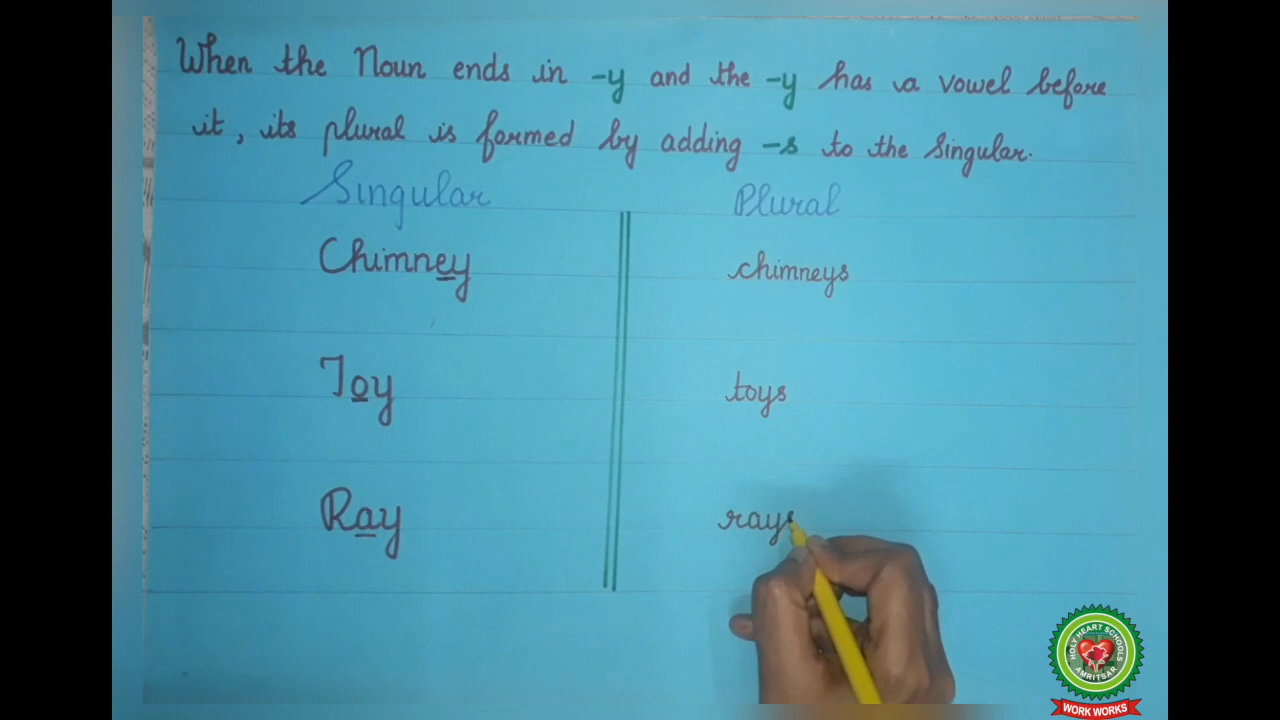 When the Noun ends in -y and the -y has a vowel before
it, its plural is formed by adding -s to the Singular.
Singular Plural
Chimney chimneys
Toy toys
Ray rays
HOLY HEART SCHOOLS
AMRITSAR
WORK WORKS